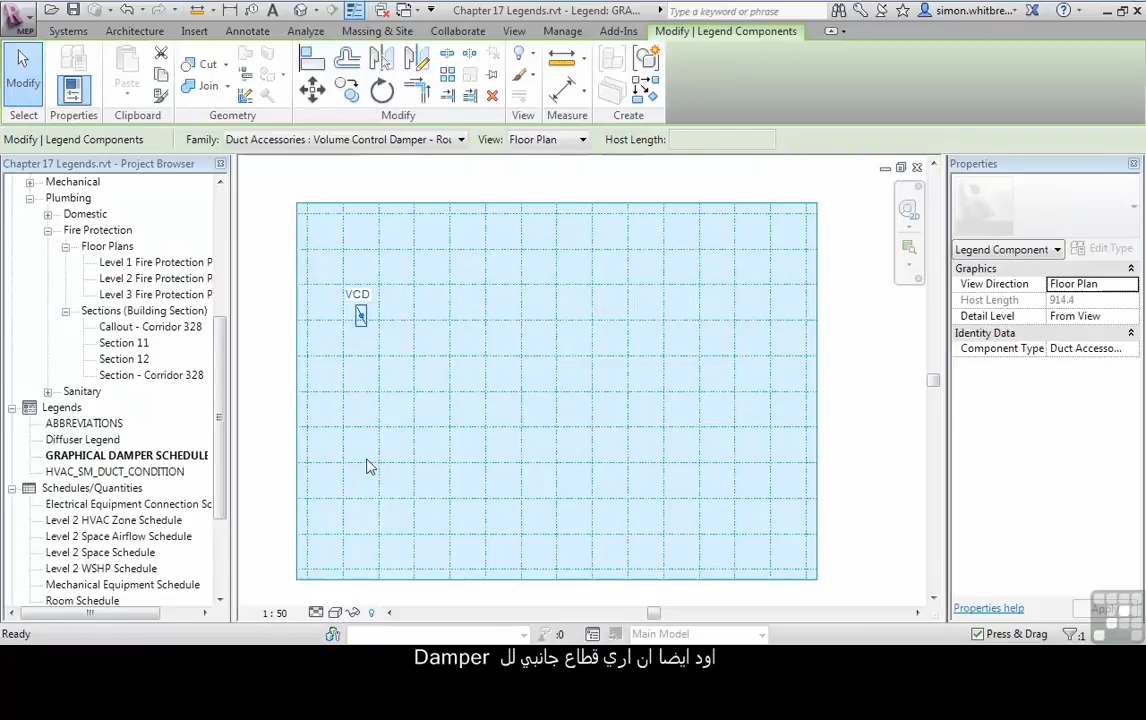 Chapter 17 Legends.rvt - Project Browser Legend: GRA...
Type a keyword or phrase
simon.whitbre...
MEP
Systems Architecture Insert Annotate Analyze Massing & Site Collaborate View Manage Add-Ins Modify | Legend Components
Modify Paste Cut Join
Select Properties Clipboard Geometry Modify View Measure Create
Modify | Legend Components Family: Duct Accessories : Volume Control Damper - Rou View: Floor Plan Host Length:
Chapter 17 Legends.rvt - Project Browser
Mechanical
Plumbing
Domestic
Fire Protection
Floor Plans
Level 1 Fire Protection P
Level 2 Fire Protection P
Level 3 Fire Protection P
Sections (Building Section)
Callout - Corridor 328
Section 11
Section 12
Section - Corridor 328
Sanitary
Legends
ABBREVIATIONS
Diffuser Legend
GRAPHICAL DAMPER SCHEDULE
HVAC_SM_DUCT_CONDITION
Schedules/Quantities
Electrical Equipment Connection Sc
Level 2 HVAC Zone Schedule
Level 2 Space Airflow Schedule
Level 2 Space Schedule
Level 2 WSHP Schedule
Mechanical Equipment Schedule
Room Schedule
VCD
2D
1 : 50
Properties
Legend Component Edit Type
Graphics
View Direction Floor Plan
Host Length 914.4
Detail Level From View
Identity Data
Component Type Duct Accesso...
Properties help Apply
Ready :0 Main Model Press & Drag :1
اود ايضا ان اري قطاع جانبي لل Damper